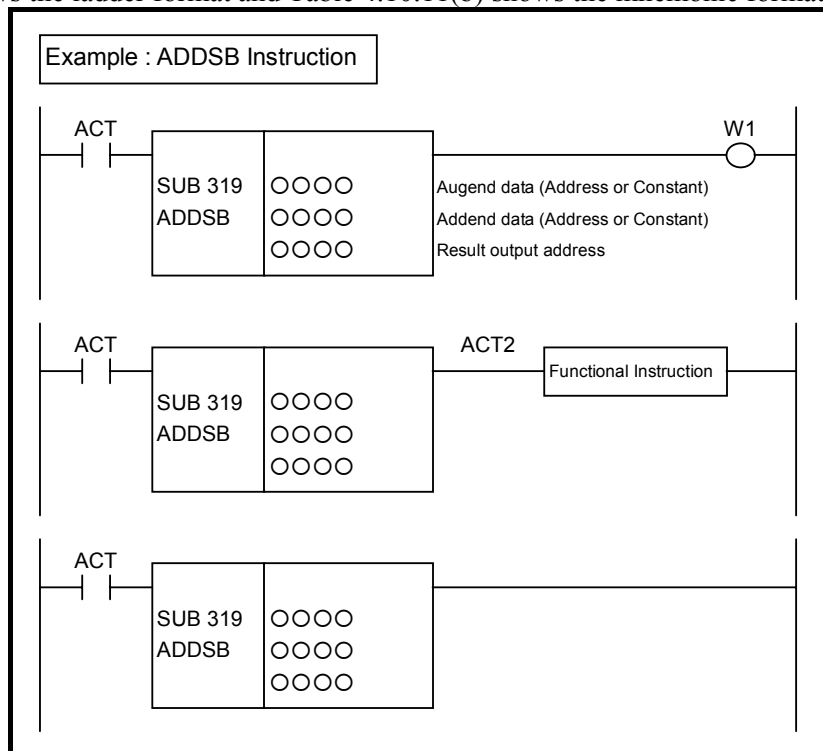 vs the ladder format and Table 4.10.11(b) shows the mnemonic format
Example : ADDSB Instruction
ACT
W1
SUB 319 ○○○○ Augend data (Address or Constant)
ADDSB ○○○○ Addend data (Address or Constant)
○○○○ Result output address
ACT
ACT2
Functional Instruction
SUB 319 ○○○○
ADDSB ○○○○
○○○○
ACT
SUB 319 ○○○○
ADDSB ○○○○
○○○○